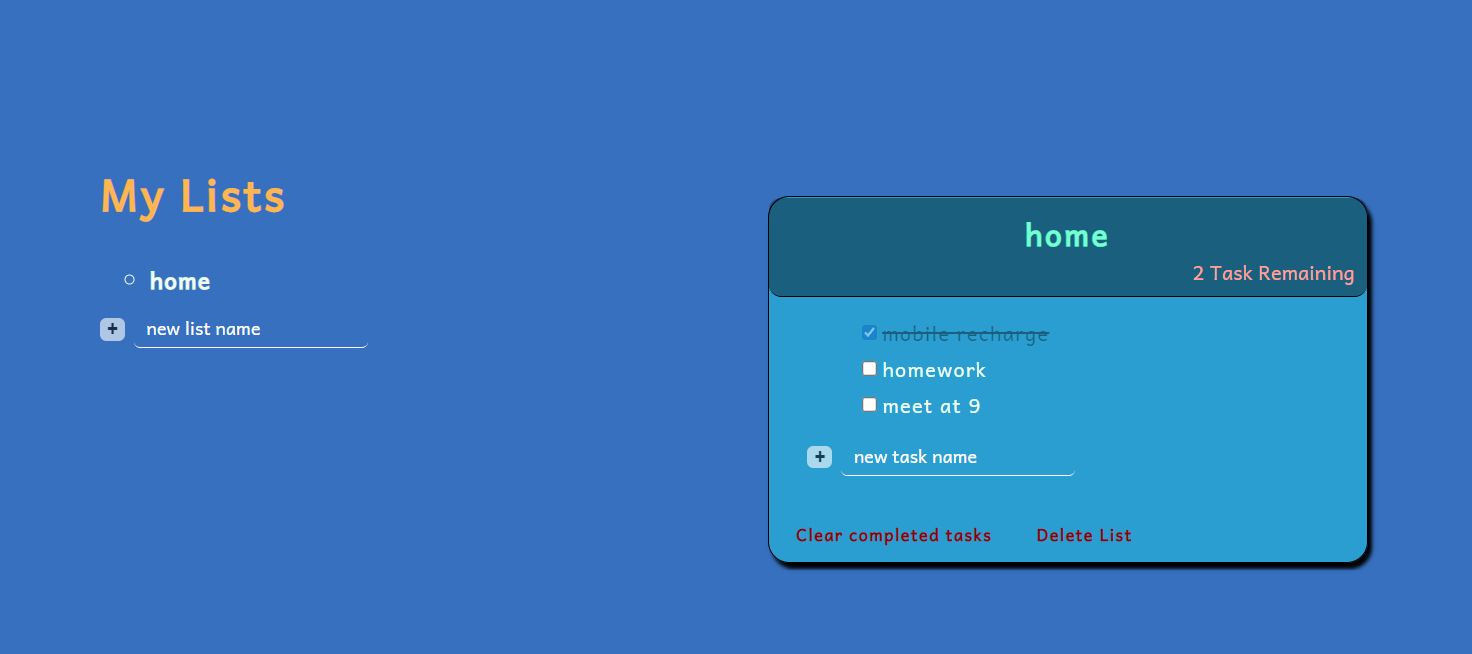 My Lists
home
+ new list name
home
2 Task Remaining
mobile recharge
homework
meet at 9
+ new task name
Clear completed tasks Delete List